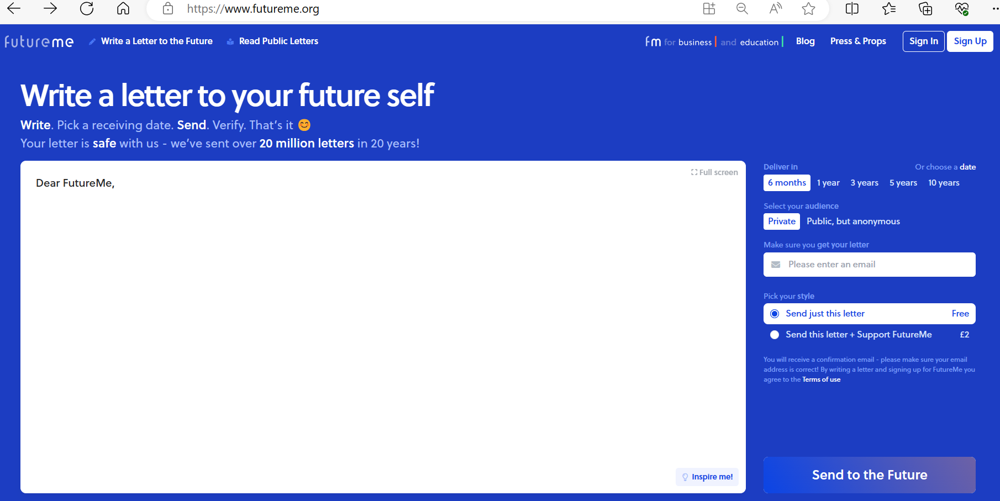 https://www.futureme.org
futureme Write a Letter to the Future Read Public Letters fm for business and education Blog Press & Props Sign In Sign Up
Write a letter to your future self
Write. Pick a receiving date. Send. Verify. That's it 😊
Your letter is safe with us - we've sent over 20 million letters in 20 years!
Full screen
Dear FutureMe,
Inspire me!
Deliver in Or choose a date
6 months 1 year 3 years 5 years 10 years
Select your audience
Private Public, but anonymous
Make sure you get your letter
Please enter an email
Pick your style
Send just this letter Free
Send this letter + Support FutureMe £2
You will receive a confirmation email - please make sure your email
address is correct! By writing a letter and signing up for FutureMe you
agree to the Terms of use
Send to the Future